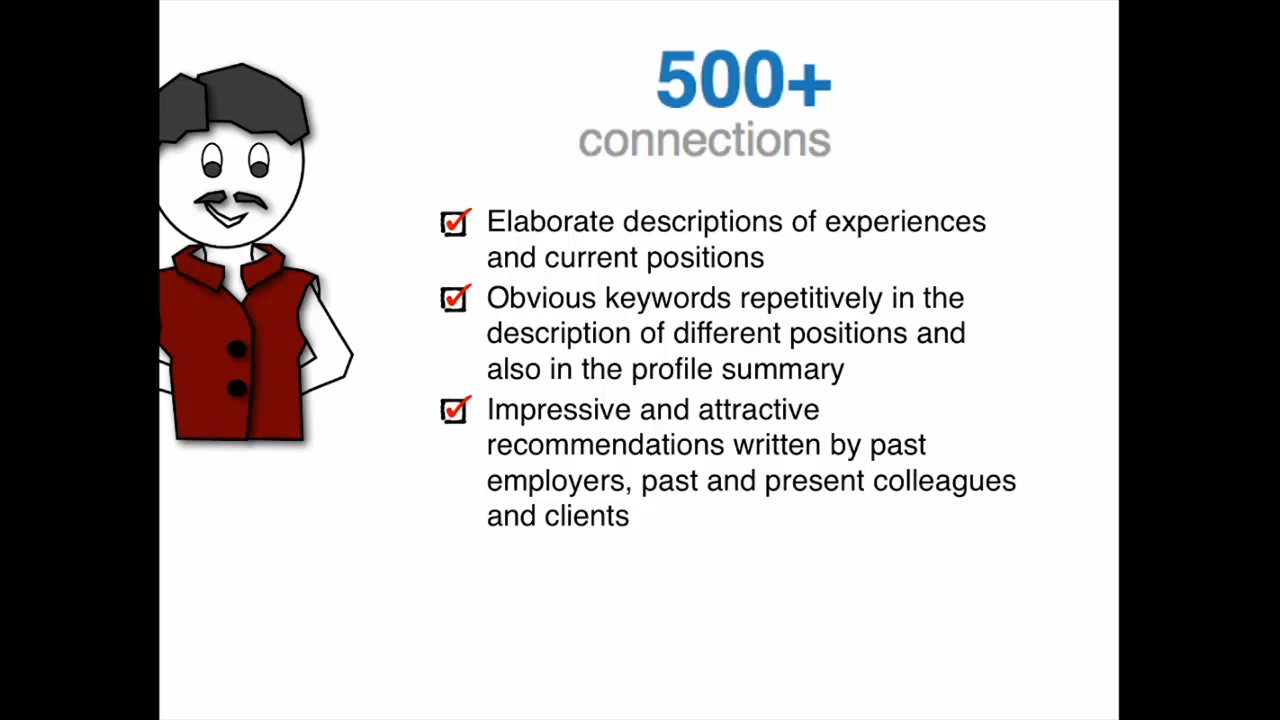 500+
connections
Elaborate descriptions of experiences
and current positions
Obvious keywords repetitively in the
description of different positions and
also in the profile summary
Impressive and attractive
recommendations written by past
employers, past and present colleagues
and clients